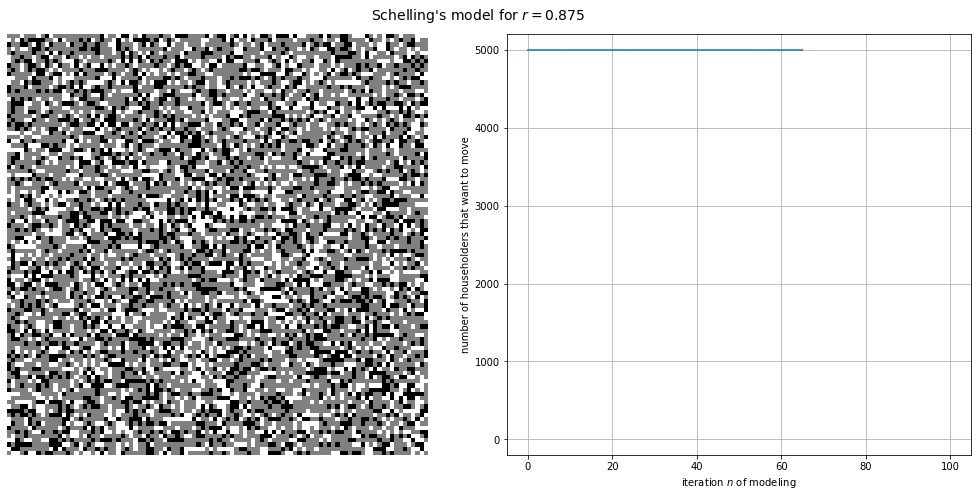 Schelling's model for r = 0.875
number of householders that want to move
5000
4000
3000
2000
1000
0
0 20 40 60 80 100
iteration n of modeling